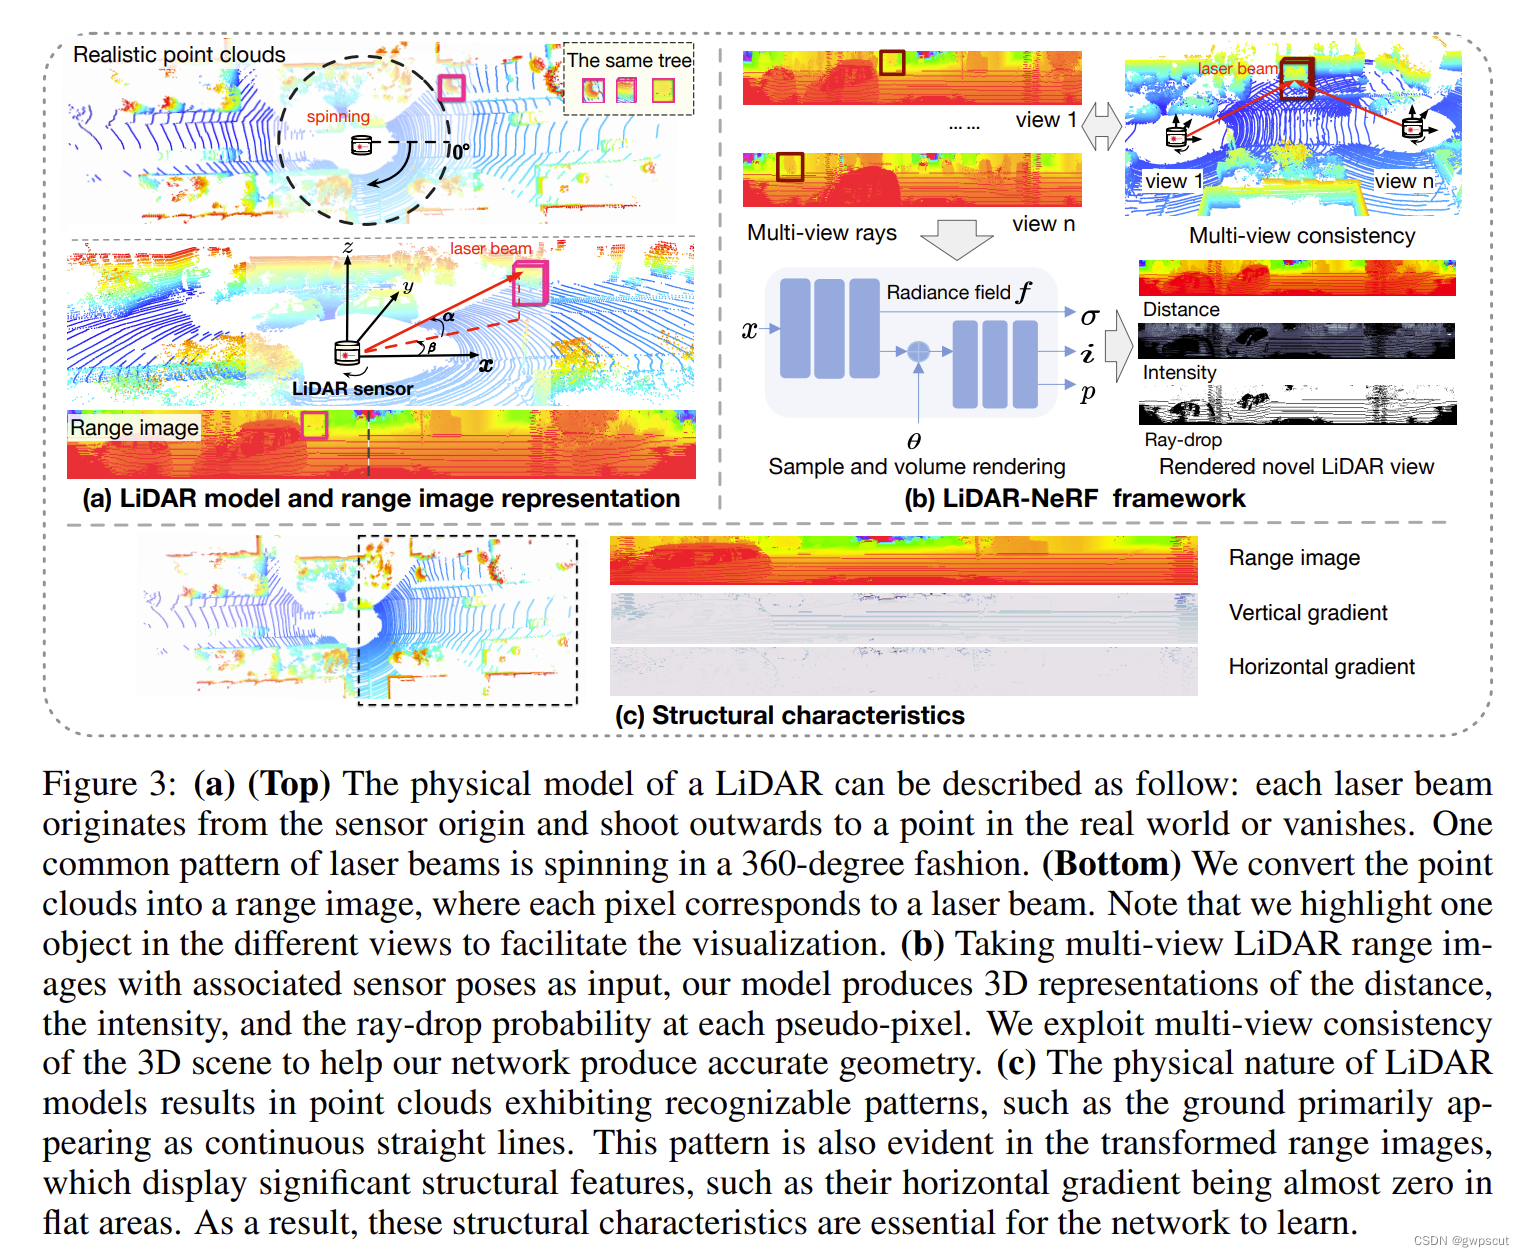 Realistic point clouds
The same tree
spinning
0°
z
laser beam
y
α
β
x
LiDAR sensor
Range image
(a) LiDAR model and range image representation
... ...
view 1
view n
Multi-view rays
laser beam
view 1
view n
Multi-view consistency
Radiance field f
x
σ
i
p
θ
Sample and volume rendering
Distance
Intensity
Ray-drop
Rendered novel LiDAR view
(b) LiDAR-NeRF framework
Range image
Vertical gradient
Horizontal gradient
(c) Structural characteristics
Figure 3: (a) (Top) The physical model of a LiDAR can be described as follow: each laser beam
originates from the sensor origin and shoot outwards to a point in the real world or vanishes. One
common pattern of laser beams is spinning in a 360-degree fashion. (Bottom) We convert the point
clouds into a range image, where each pixel corresponds to a laser beam. Note that we highlight one
object in the different views to facilitate the visualization. (b) Taking multi-view LiDAR range im-
ages with associated sensor poses as input, our model produces 3D representations of the distance,
the intensity, and the ray-drop probability at each pseudo-pixel. We exploit multi-view consistency
of the 3D scene to help our network produce accurate geometry. (c) The physical nature of LiDAR
models results in point clouds exhibiting recognizable patterns, such as the ground primarily ap-
pearing as continuous straight lines. This pattern is also evident in the transformed range images,
which display significant structural features, such as their horizontal gradient being almost zero in
flat areas. As a result, these structural characteristics are essential for the network to learn.
CSDN @gwpscut